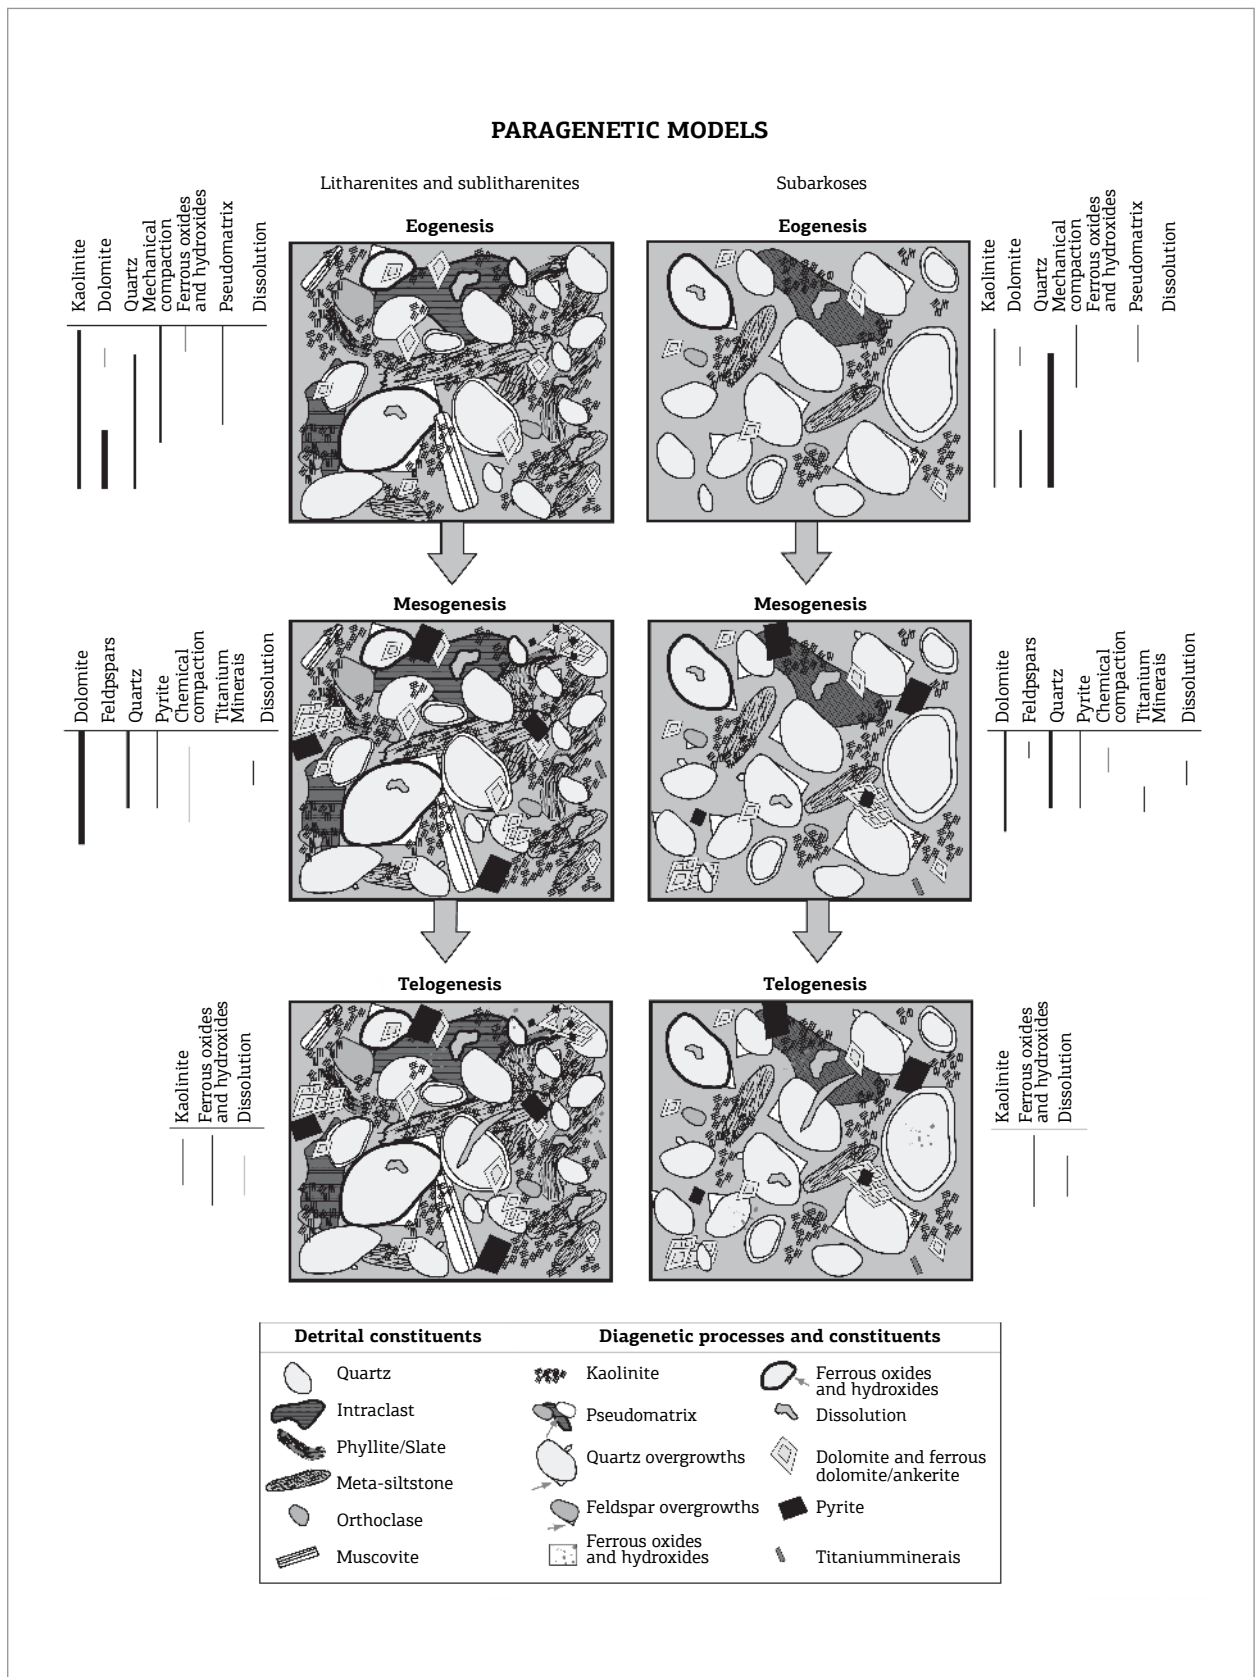 PARAGENETIC MODELS
Litharenites and sublitharenites
Subarkoses
Eogenesis
Eogenesis
Kaolinite
Dolomite
Quartz
Mechanical
compaction
Ferrous oxides
and hydroxides
Pseudomatrix
Dissolution
Kaolinite
Dolomite
Quartz
Mechanical
compaction
Ferrous oxides
and hydroxides
Pseudomatrix
Dissolution
Mesogenesis
Mesogenesis
Dolomite
Feldpspars
Quartz
Pyrite
Chemical
compaction
Titanium
Minerais
Dissolution
Dolomite
Feldpspars
Quartz
Pyrite
Chemical
compaction
Titanium
Minerais
Dissolution
Telogenesis
Telogenesis
Kaolinite
Ferrous oxides
and hydroxides
Dissolution
Kaolinite
Ferrous oxides
and hydroxides
Dissolution
Detrital constituents
Quartz
Intraclast
Phyllite/Slate
Meta-siltstone
Orthoclase
Muscovite
Diagenetic processes and constituents
Kaolinite
Pseudomatrix
Quartz overgrowths
Feldspar overgrowths
Ferrous oxides
and hydroxides
Ferrous oxides
and hydroxides
Dissolution
Dolomite and ferrous
dolomite/ankerite
Pyrite
Titaniumminerais